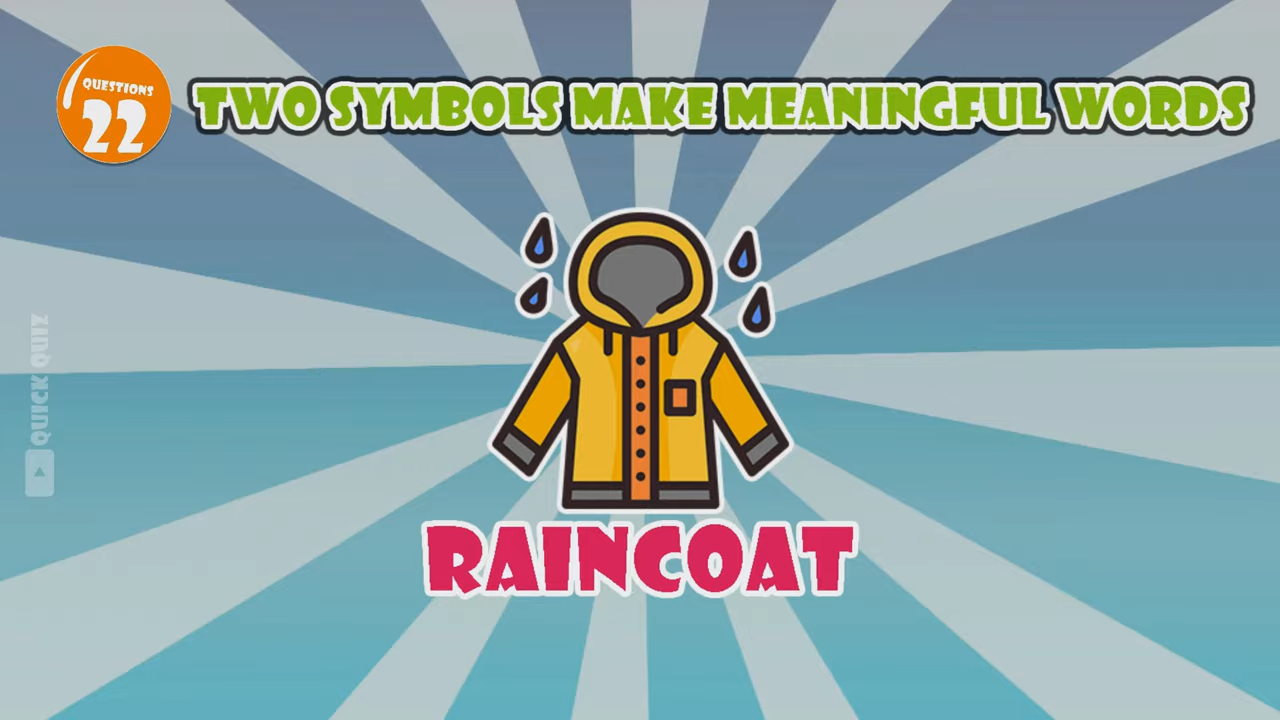 QUESTIONS
22
TWO SYMBOLS MAKE MEANINGFUL WORDS
QUICK QUIZ
RAINCOAT